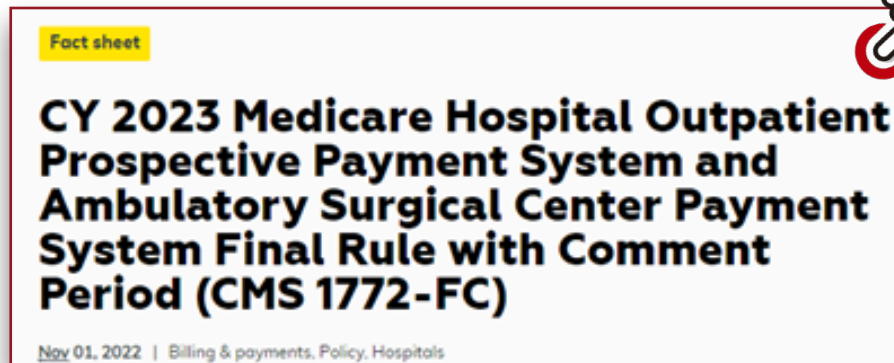 Fact sheet
CY 2023 Medicare Hospital Outpatient
Prospective Payment System and
Ambulatory Surgical Center Payment
System Final Rule with Comment
Period (CMS 1772-FC)
Nov 01, 2022 | Billing & payments, Policy, Hospitals